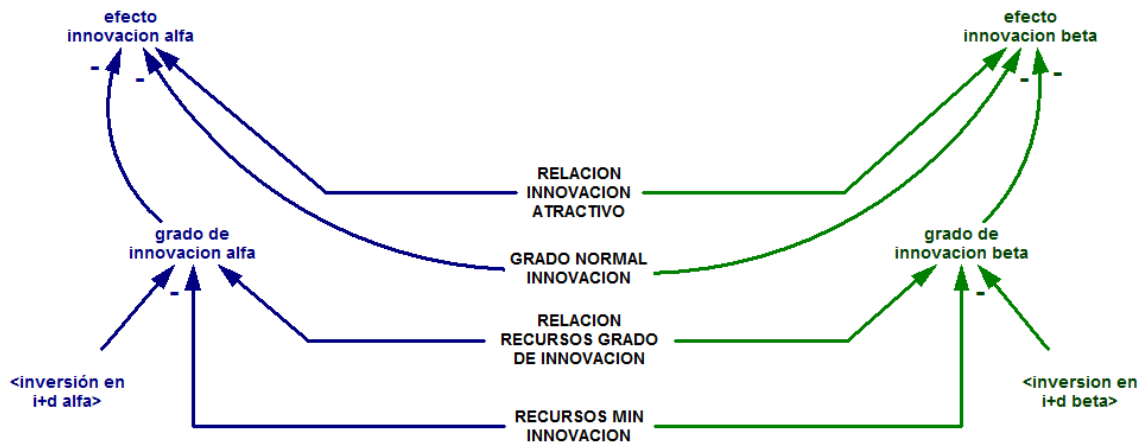 efecto
innovacion alfa
efecto
innovacion beta
-
-
-
-
RELACION
INNOVACION
ATRACTIVO
grado de
innovacion alfa
grado de
innovacion beta
GRADO NORMAL
INNOVACION
-
-
RELACION
RECURSOS GRADO
DE INNOVACION
<inversión en
i+d alfa>
<inversion en
i+d beta>
RECURSOS MIN
INNOVACION